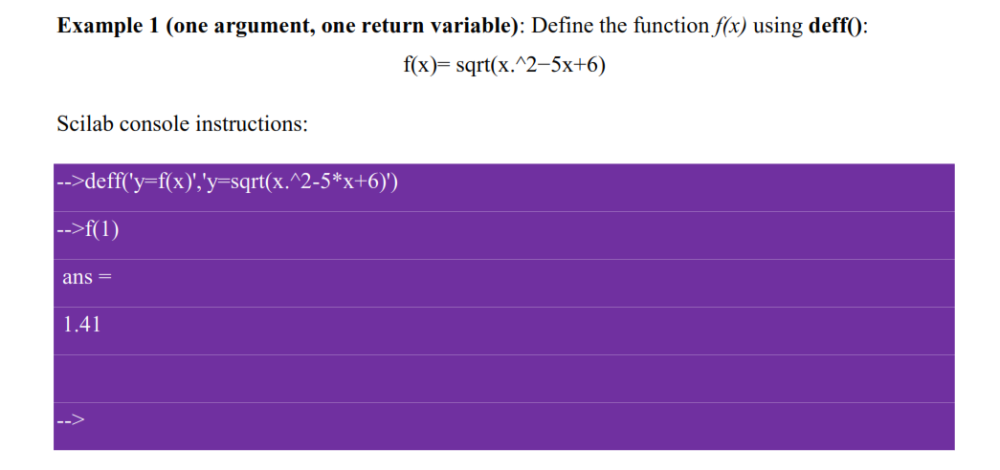 Example 1 (one argument, one return variable): Define the function f(x) using deff():
f(x)= sqrt(x.^2−5x+6)
Scilab console instructions:
-->deff('y=f(x)','y=sqrt(x.^2-5*x+6)')
-->f(1)
ans =
1.41
-->